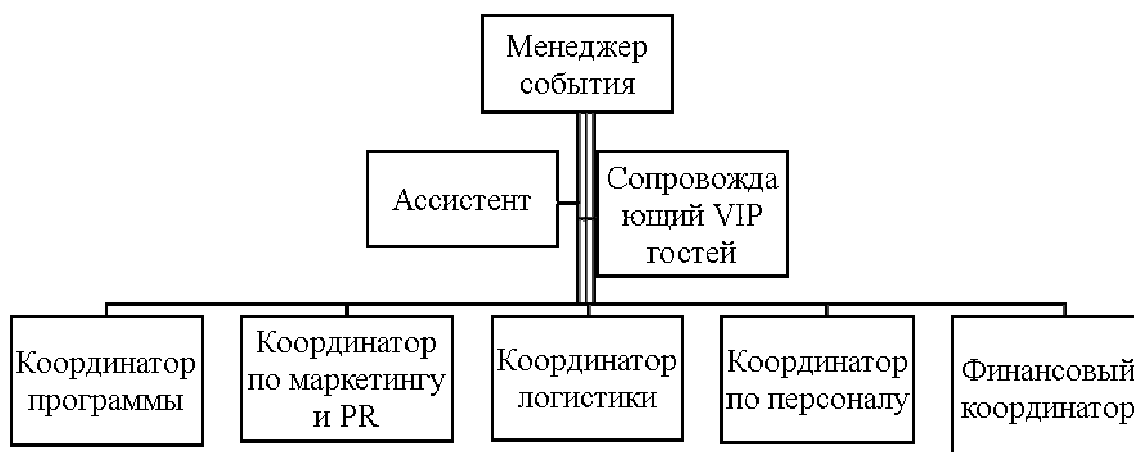 Менеджер
события
Ассистент
Сопровожда
ющий VIP
гостей
Координатор
программы
Координатор
по маркетингу
и PR
Координатор
логистики
Координатор
по персоналу
Финансовый
координатор